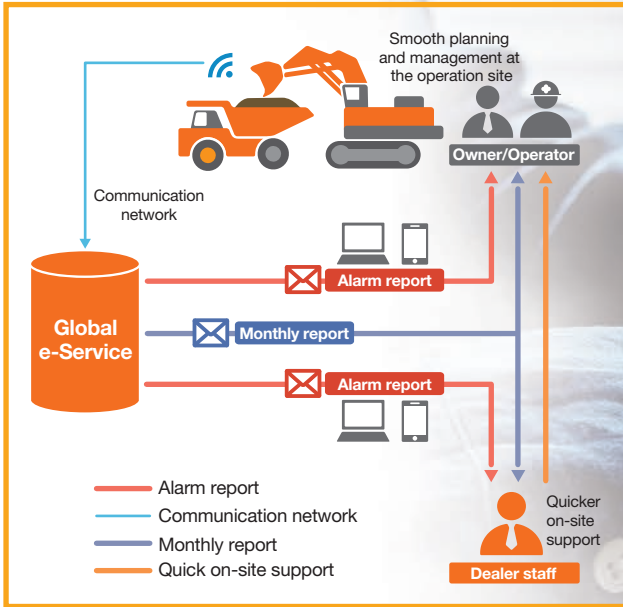 Smooth planning
and management at
the operation site
Owner/Operator
Communication
network
Alarm report
Global
e-Service
Monthly report
Alarm report
Alarm report
Communication network
Monthly report
Quick on-site support
Quicker
on-site
support
Dealer staff